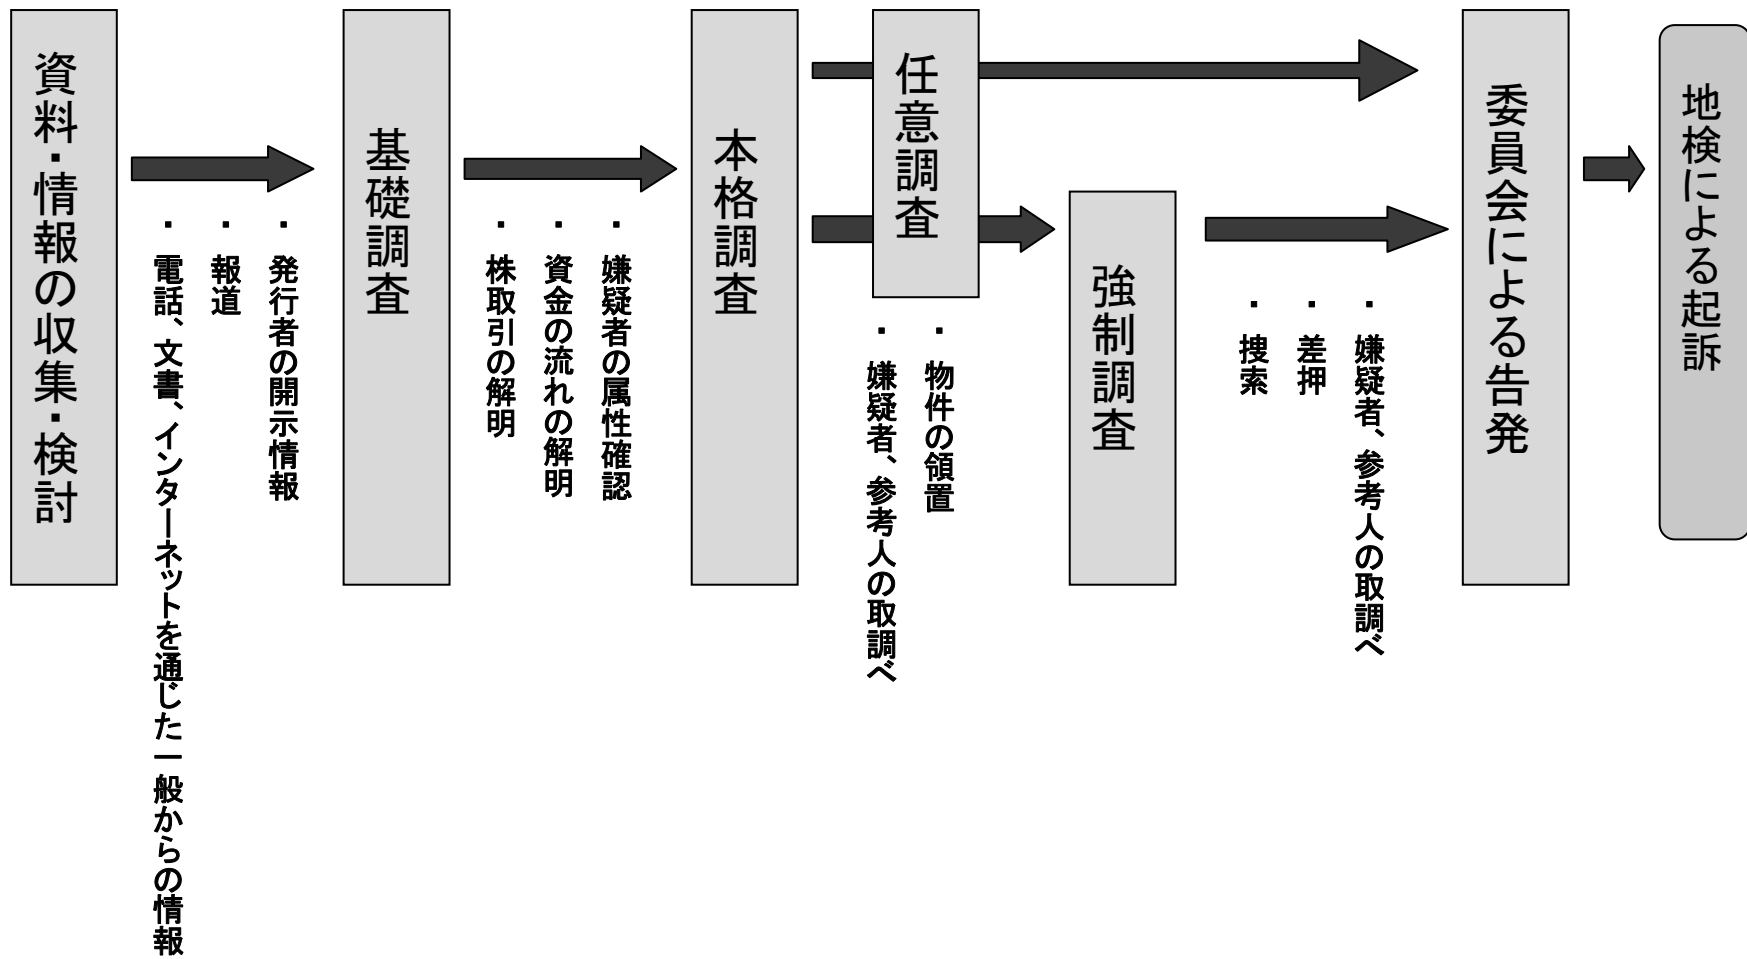 資料・情報の収集・検討
・発行者の開示情報
・報道
・電話、文書、インターネットを通じた一般からの情報
基礎調査
・嫌疑者の属性確認
・資金の流れの解明
・株取引の解明
本格調査
任意調査
・物件の領置
・嫌疑者、参考人の取調べ
強制調査
・嫌疑者、参考人の取調べ
・差押
・捜索
委員会による告発
地検による起訴